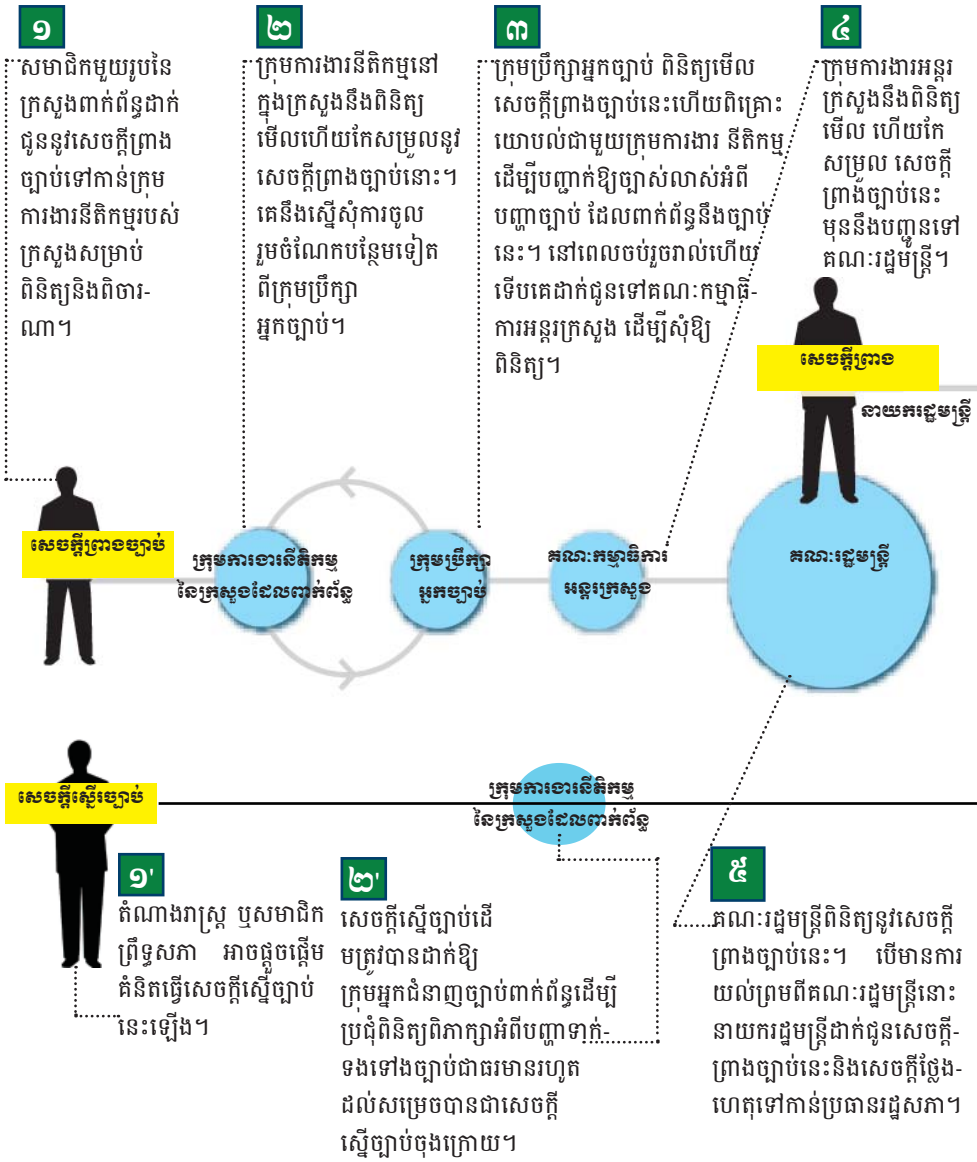 ១
សមាជិកមួយរូបនៃ
ក្រសួងពាក់ព័ន្ធដាក់
ជូននូវសេចក្តីព្រាង
ច្បាប់ទៅកាន់ក្រុម
ការងារនីតិកម្មរបស់
ក្រសួងសម្រាប់
ពិនិត្យនិងពិចារ-
ណា។
២
ក្រុមការងារនីតិកម្មនៅ
ក្នុងក្រសួងនឹងពិនិត្យ
មើលហើយកែសម្រួលនូវ
សេចក្តីព្រាងច្បាប់នោះ។
គេនឹងស្នើសុំការចូល
រួមចំណែកបន្ថែមទៀត
ពីក្រុមប្រឹក្សា
អ្នកច្បាប់។
៣
ក្រុមប្រឹក្សាអ្នកច្បាប់ ពិនិត្យមើល
សេចក្តីព្រាងច្បាប់នេះហើយពិគ្រោះ
យោបល់ជាមួយក្រុមការងារ នីតិកម្ម
ដើម្បីបញ្ជាក់ឱ្យច្បាស់លាស់អំពី
បញ្ហាច្បាប់ ដែលពាក់ព័ន្ធនឹងច្បាប់
នេះ។ នៅពេលចប់រួចរាល់ហើយ
ទើបគេដាក់ជូនទៅគណៈកម្មាធិ-
ការអន្តរក្រសួង ដើម្បីសុំឱ្យ
ពិនិត្យ។
៤
ក្រុមការងារអន្តរ
ក្រសួងនឹងពិនិត្យ
មើល ហើយកែ
សម្រួល សេចក្តី
ព្រាងច្បាប់នេះ
មុននឹងបញ្ជូនទៅ
គណៈរដ្ឋមន្ត្រី។
សេចក្តីព្រាង
នាយករដ្ឋមន្ត្រី
សេចក្តីព្រាងច្បាប់
ក្រុមការងារនីតិកម្ម
នៃក្រសួងដែលពាក់ព័ន្ធ
ក្រុមប្រឹក្សា
អ្នកច្បាប់
គណៈកម្មាធិការ
អន្តរក្រសួង
គណៈរដ្ឋមន្ត្រី
សេចក្តីស្នើរច្បាប់
ក្រុមការងារនីតិកម្ម
នៃក្រសួងដែលពាក់ព័ន្ធ
១'
តំណាងរាស្ត្រ ឬសមាជិក
ព្រឹទ្ធសភា អាចផ្តួចផ្តើម
គំនិតធ្វើសេចក្តីស្នើច្បាប់
នេះឡើង។
២'
សេចក្តីស្នើច្បាប់ដើ
មត្រូវបានដាក់ឱ្យ
ក្រុមអ្នកជំនាញច្បាប់ពាក់ព័ន្ធដើម្បី
ប្រជុំពិនិត្យពិភាក្សាអំពីបញ្ហាទាក់-
ទងទៅងច្បាប់ជាធរមានរហូត
ដល់សម្រេចបានជាសេចក្តី
ស្នើច្បាប់ចុងក្រោយ។
៥
គណៈរដ្ឋមន្ត្រីពិនិត្យនូវសេចក្តី
ព្រាងច្បាប់នេះ។ បើមានការ
យល់ព្រមពីគណៈរដ្ឋមន្ត្រីនោះ
នាយករដ្ឋមន្ត្រីដាក់ជូនសេចក្តី-
ព្រាងច្បាប់នេះនិងសេចក្តីថ្លែង-
ហេតុទៅកាន់ប្រធានរដ្ឋសភា។